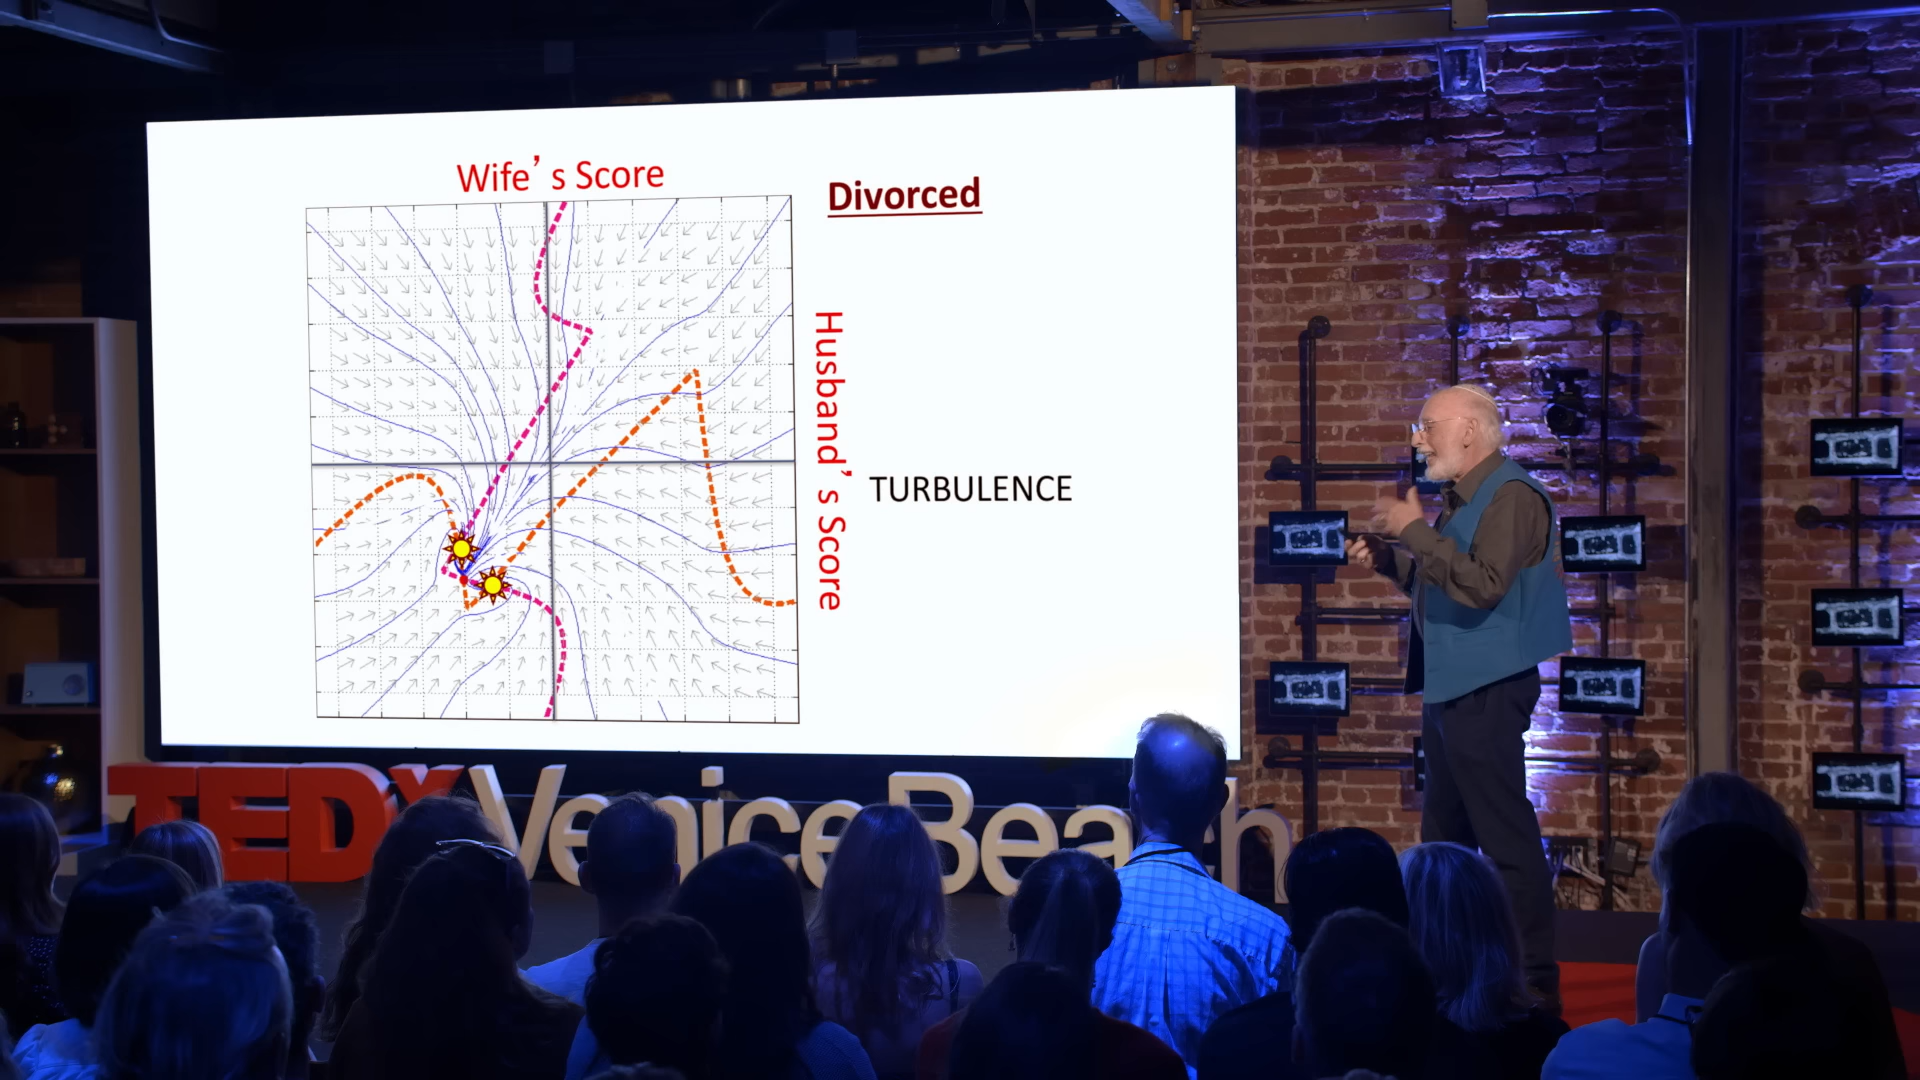 Wife’s Score
Divorced
Husband’s Score
TURBULENCE
TEDxVeniceBeach